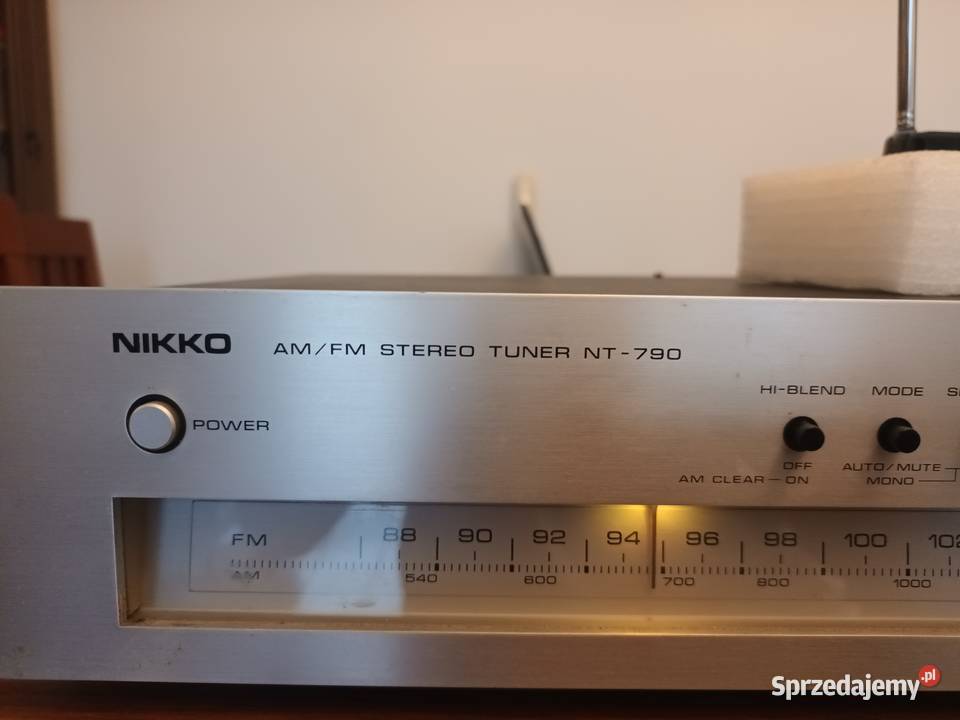 NIKKO AM/FM STEREO TUNER NT-790
HI-BLEND MODE
POWER
OFF AUTO/MUTE
AM CLEAR ON MONO
FM 88 90 92 94 96 98 100 102
AM 540 600 700 800 1000
Sprzedajemy.pl